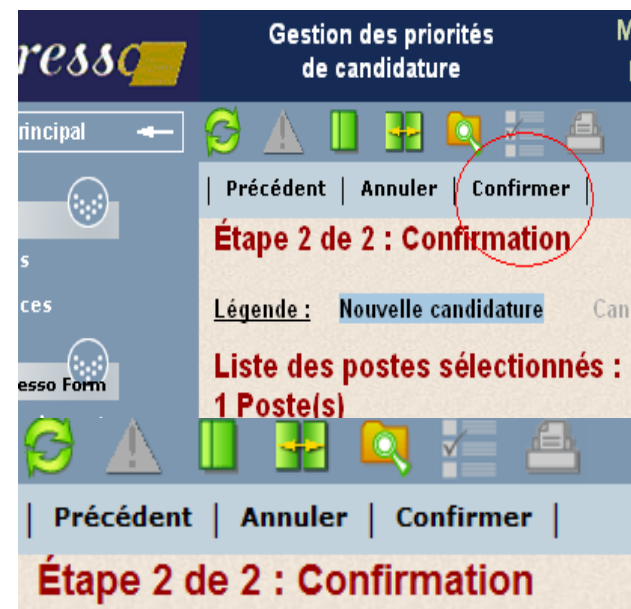 resso
Gestion des priorités
M
de candidature
rincipal
Précédent | Annuler | Confirmer |
Étape 2 de 2 : Confirmation
s
Légende : Nouvelle candidature Can
ces
Liste des postes sélectionnés :
esso Form
1 Poste(s)
| Précédent | Annuler | Confirmer |
Étape 2 de 2 : Confirmation